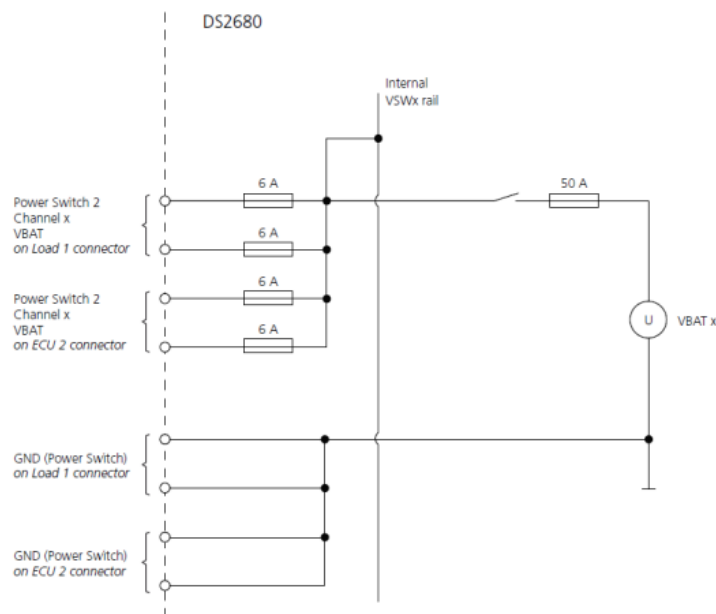 DS2680
Internal
VSWx rail
6 A
50 A
Power Switch 2
Channel x
VBAT
on Load 1 connector
6 A
6 A
Power Switch 2
Channel x
VBAT
on ECU 2 connector
6 A
U
VBAT x
GND (Power Switch)
on Load 1 connector
GND (Power Switch)
on ECU 2 connector